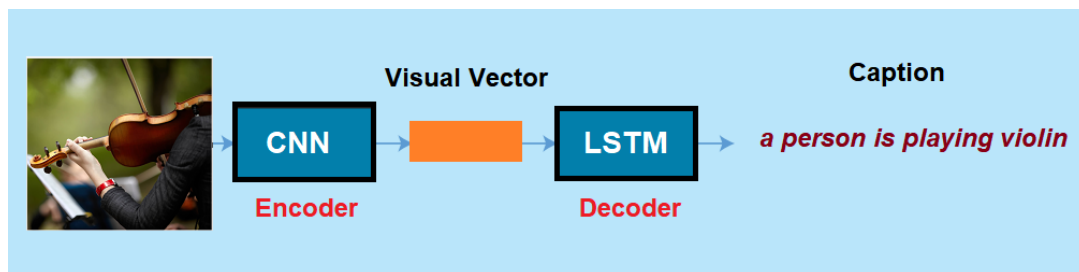 Visual Vector
Caption
CNN
LSTM
a person is playing violin
Encoder
Decoder